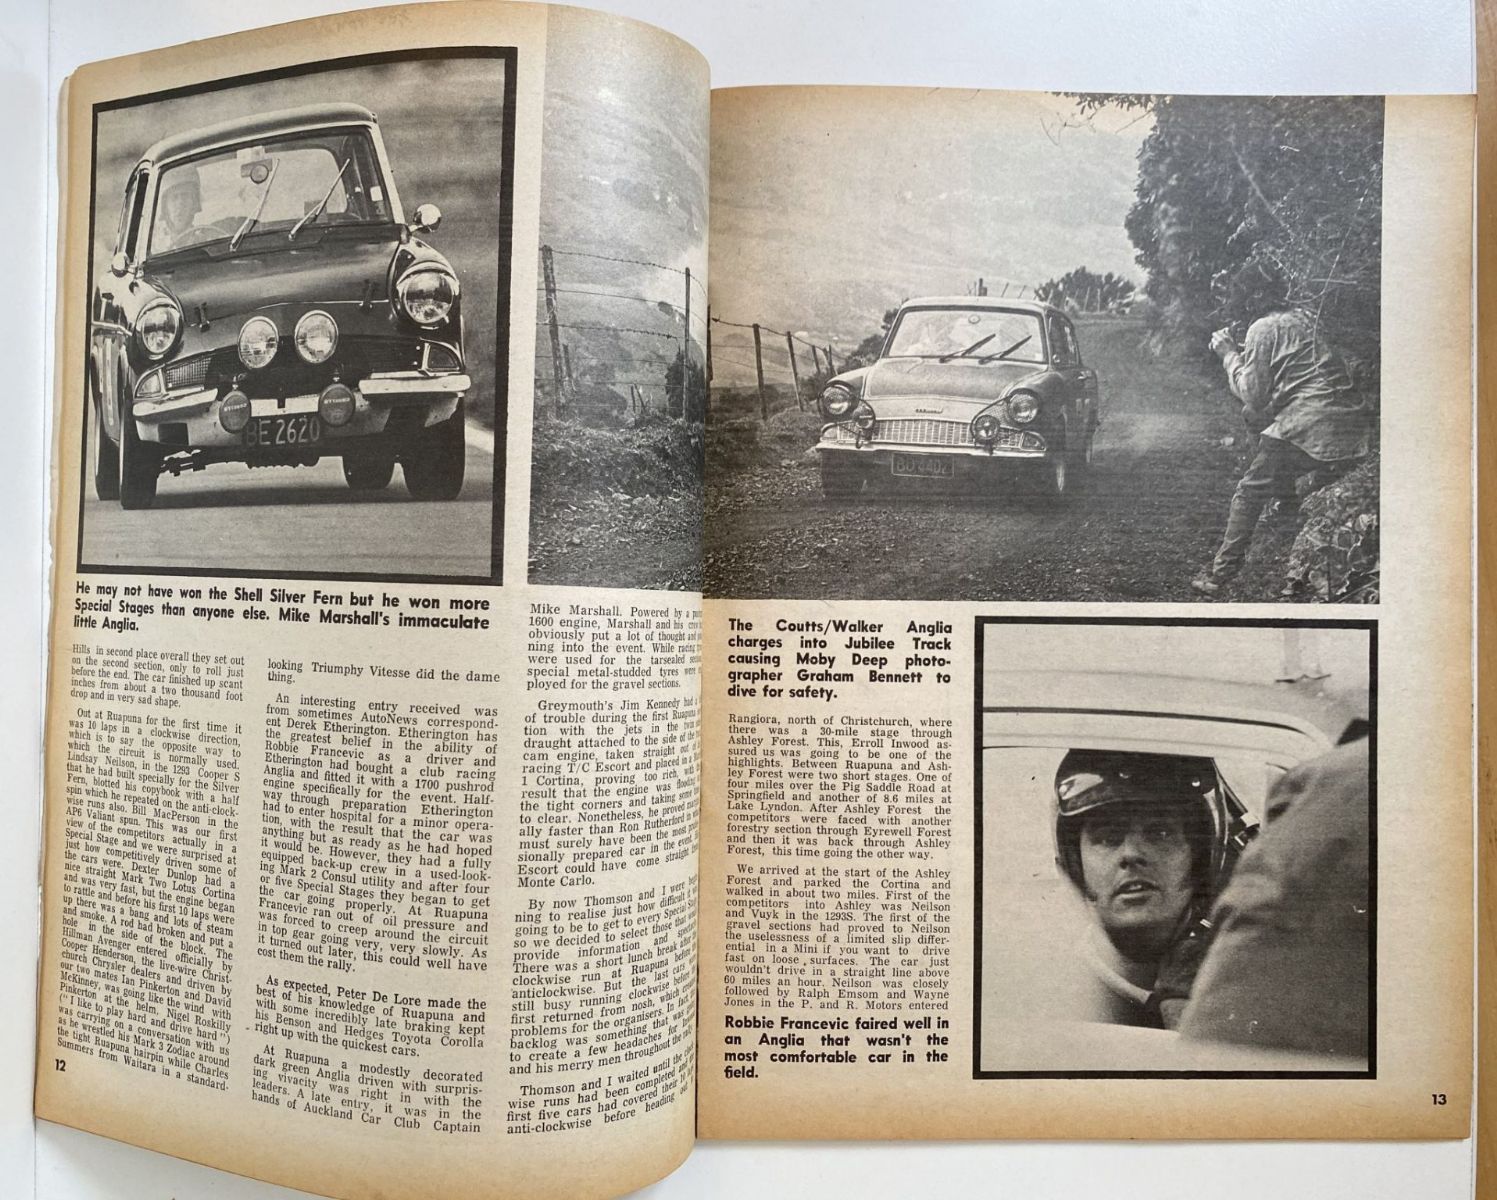 BE 2620
He may not have won the Shell Silver Fern but he won more
Special Stages than anyone else. Mike Marshall's immaculate
little Anglia.
Hills in second place overall they set out
on the second section, only to roll just
before the end. The car finished up scant
inches from about a two thousand foot
drop and in very sad shape.
Out at Ruapuna for the first time it
was 10 laps in a clockwise direction,
which is to say the opposite way to
which the circuit is normally used.
Lindsay Neilson, in the 1293 Cooper S
that he had built specially for the Silver
Fern, blotted his copybook with a half
spin which he repeated on the anti-clock-
wise runs also. Bill MacPerson in the
AP6 Valiant spun. This was our first
view of the competitors actually in a
Special Stage and we were surprised at
just how competitively driven some of
the cars were. Dexter Dunlop had a
nice straight Mark Two Lotus Cortina
and was very fast, but the engine began
to rattle and before his first 10 laps were
up there was a bang and lots of steam
and smoke. A rod had broken and put a
hole in the side of the block. The
Hillman Avenger entered officially by
Cooper Henderson, the live-wire Christ-
church Chrysler dealers and driven by
our two mates Ian Pinkerton and David
McKinney, was going like the wind with
Pinkerton at the helm, Nigel Roskilly
("I like to play hard and drive hard")
was carrying on a conversation with us
as he wrestled his Mark 3 Zodiac around
the tight Ruapuna hairpin while Charles
Summers from Waitara in a standard-
12
looking Triumphy Vitesse did the dame
thing.
An interesting entry received was
from sometimes AutoNews correspond-
ent Derek Etherington. Etherington has
the greatest belief in the ability of
Robbie Francevic as a driver and
Etherington had bought a club racing
Anglia and fitted it with a 1700 pushrod
engine specifically for the event. Half-
way through preparation Etherington
had to enter hospital for a minor opera-
tion, with the result that the car was
anything but as ready as he had hoped
it would be. However, they had a fully
equipped back-up crew in a used-look-
ing Mark 2 Consul utility and after four
or five Special Stages they began to get
the car going properly. At Ruapuna
Francevic ran out of oil pressure and
was forced to creep around the circuit
in top gear going very, very slowly. As
it turned out later, this could well have
cost them the rally.
As expected, Peter De Lore made the
best of his knowledge of Ruapuna and
with some incredibly late braking kept
his Benson and Hedges Toyota Corolla
right up with the quickest cars.
At Ruapuna a modestly decorated
dark green Anglia driven with surpris-
ing vivacity was right in with the
leaders. A late entry, it was in the
hands of Auckland Car Club Captain
Mike Marshall. Powered by a
1600 engine, Marshall and his
obviously put a lot of thought
ning into the event. While racing
were used for the tarsealed
special metal-studded tyres were
ployed for the gravel sections.
Greymouth's Jim Kennedy had
of trouble during the first Ruapuna
tion with the jets in the twin
draught attached to the side of the
cam engine, taken straight out of
racing T/C Escort and placed in a
I Cortina, proving too rich, with
result that the engine was flooding
the tight corners and taking some
to clear. Nonetheless, he proved
ally faster than Ron Rutherford in
must surely have been the most
sionally prepared car in the event.
Escort could have come straight
Monte Carlo.
By now Thomson and I were
ning to realise just how difficult it
going to be to get to every Special
so we decided to select those that
provide information and
There was a short lunch break
clockwise run at Ruapuna before
anticlockwise. But the last cars
still busy running clockwise before
first returned from nosh, which
problems for the organisers. In fact
backlog was something that was
to create a few headaches for
and his merry men throughout the
Thomson and I waited until the
wise runs had been completed and
first five cars had covered their 10
anti-clockwise before heading
The Coutts/Walker Anglia
charges into Jubilee Track
causing Moby Deep photo-
grapher Graham Bennett to
dive for safety.
Rangiora, north of Christchurch, where
there was a 30-mile stage through
Ashley Forest. This, Erroll Inwood as-
sured us was going to be one of the
highlights. Between Ruapuna and Ash-
ley Forest were two short stages. One of
four miles over the Pig Saddle Road at
Springfield and another of 8.6 miles at
Lake Lyndon. After Ashley Forest the
competitors were faced with another
forestry section through Eyrewell Forest
and then it was back through Ashley
Forest, this time going the other way.
We arrived at the start of the Ashley
Forest and parked the Cortina and
walked in about two miles. First of the
competitors into Ashley was Neilson
and Vuyk in the 1293S. The first of the
gravel sections had proved to Neilson
the uselessness of a limited slip differ-
ential in a Mini if you want to drive
fast on loose surfaces. The car just
wouldn't drive in a straight line above
60 miles an hour. Neilson was closely
followed by Ralph Emsom and Wayne
Jones in the P. and R. Motors entered
Robbie Francevic faired well in
an Anglia that wasn't the
most comfortable car in the
field.
13